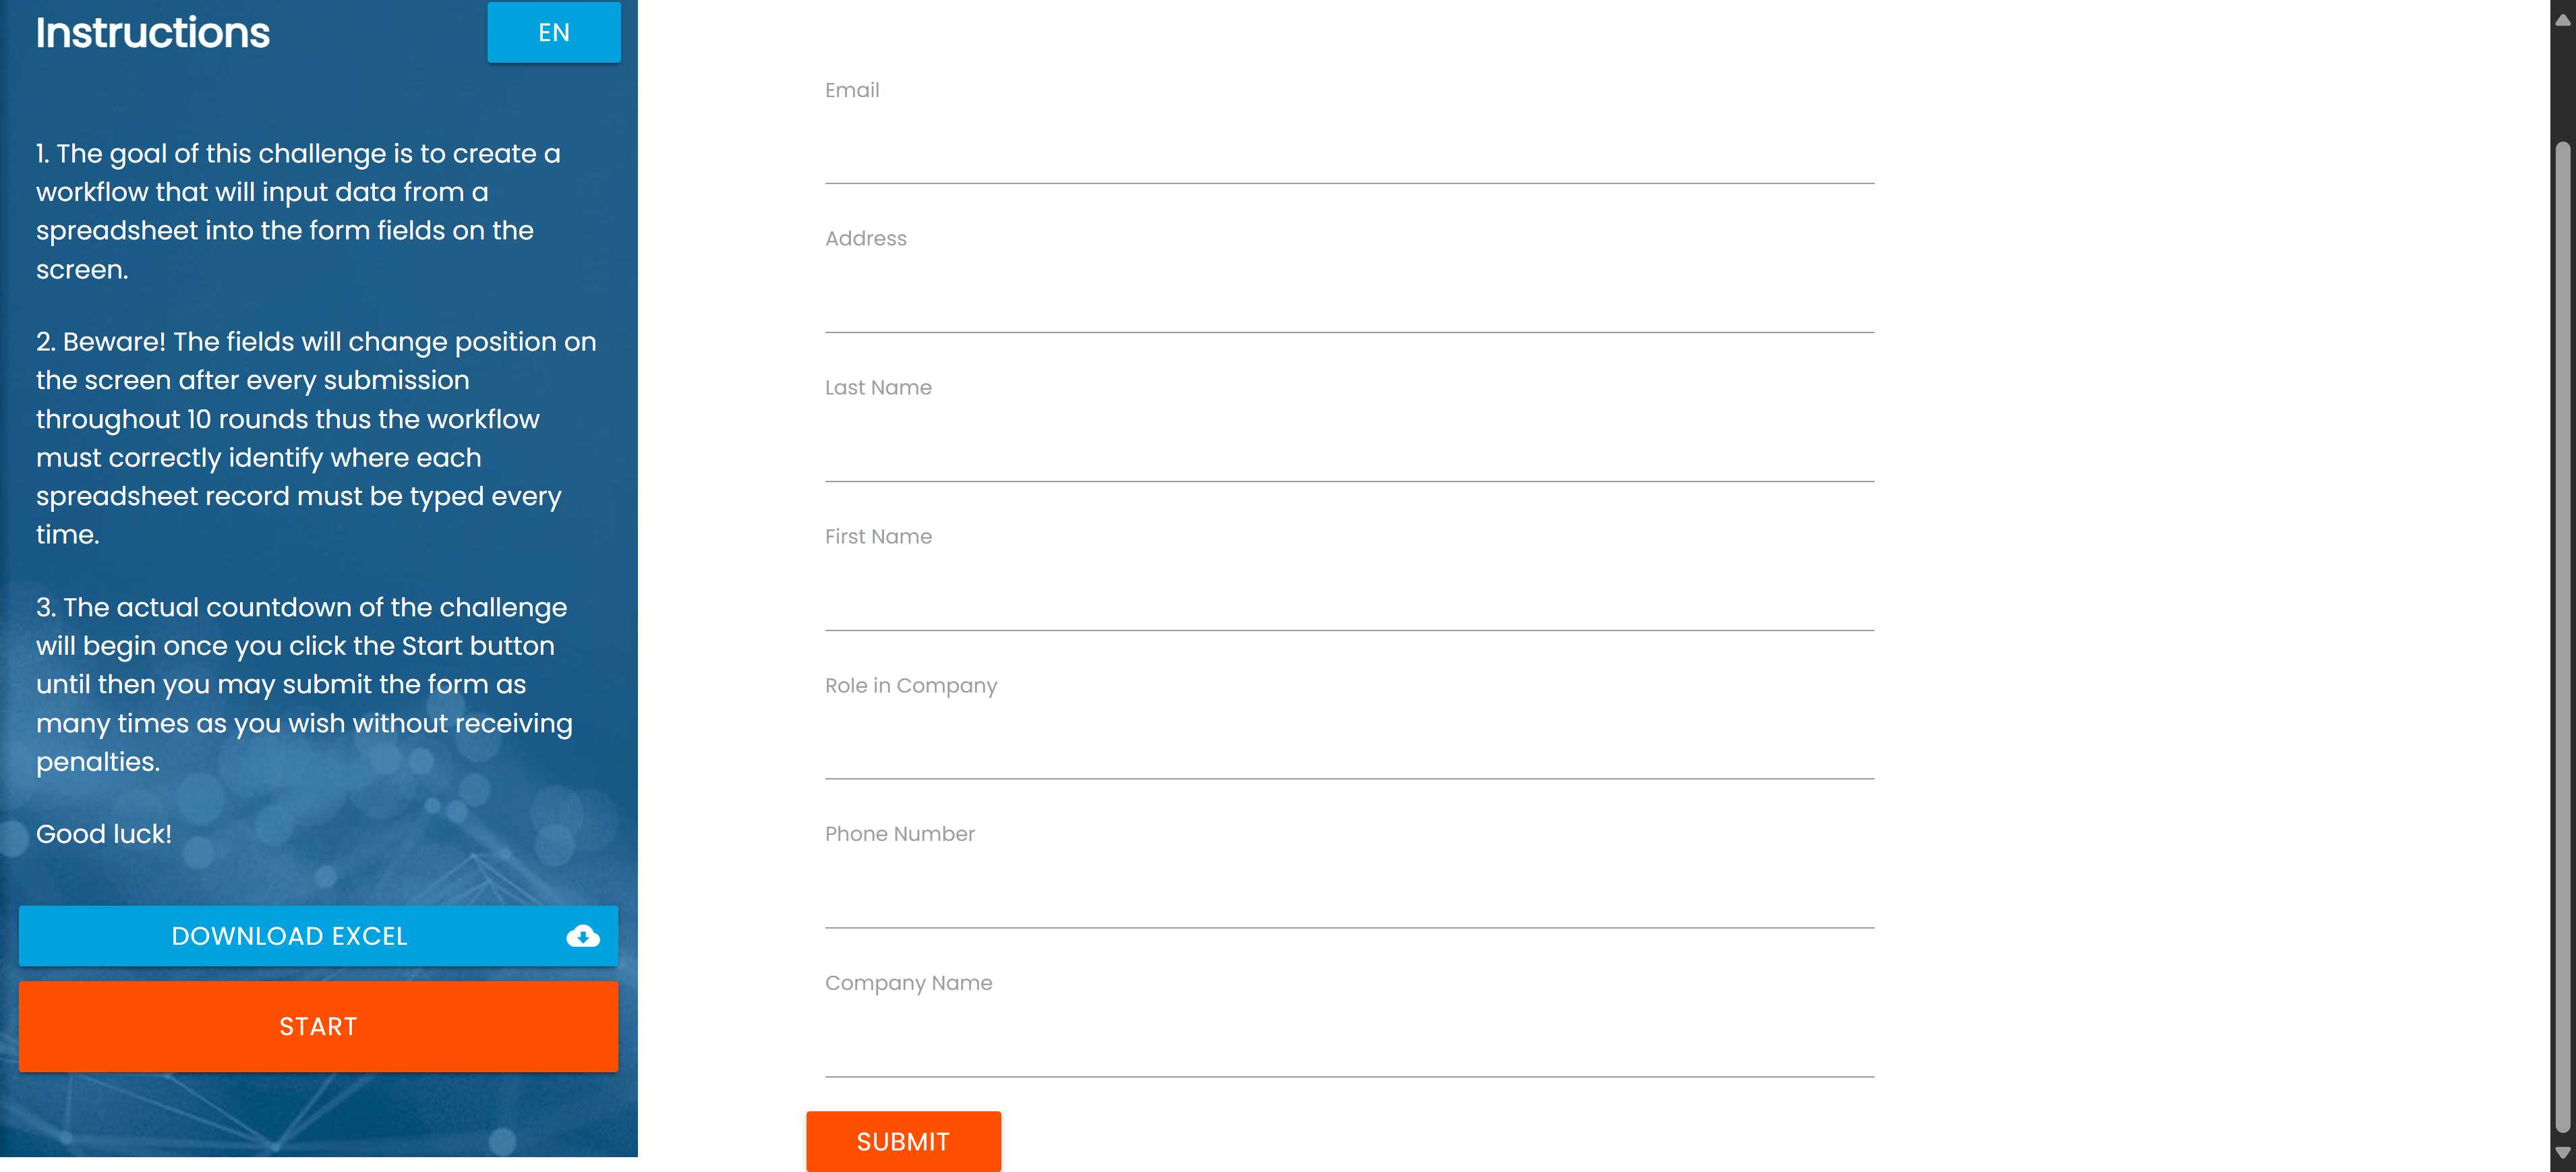 Instructions
EN
1. The goal of this challenge is to create a
workflow that will input data from a
spreadsheet into the form fields on the
screen.
2. Beware! The fields will change position on
the screen after every submission
throughout 10 rounds thus the workflow
must correctly identify where each
spreadsheet record must be typed every
time.
3. The actual countdown of the challenge
will begin once you click the Start button
until then you may submit the form as
many times as you wish without receiving
penalties.
Good luck!
DOWNLOAD EXCEL
START
Email
Address
Last Name
First Name
Role in Company
Phone Number
Company Name
SUBMIT